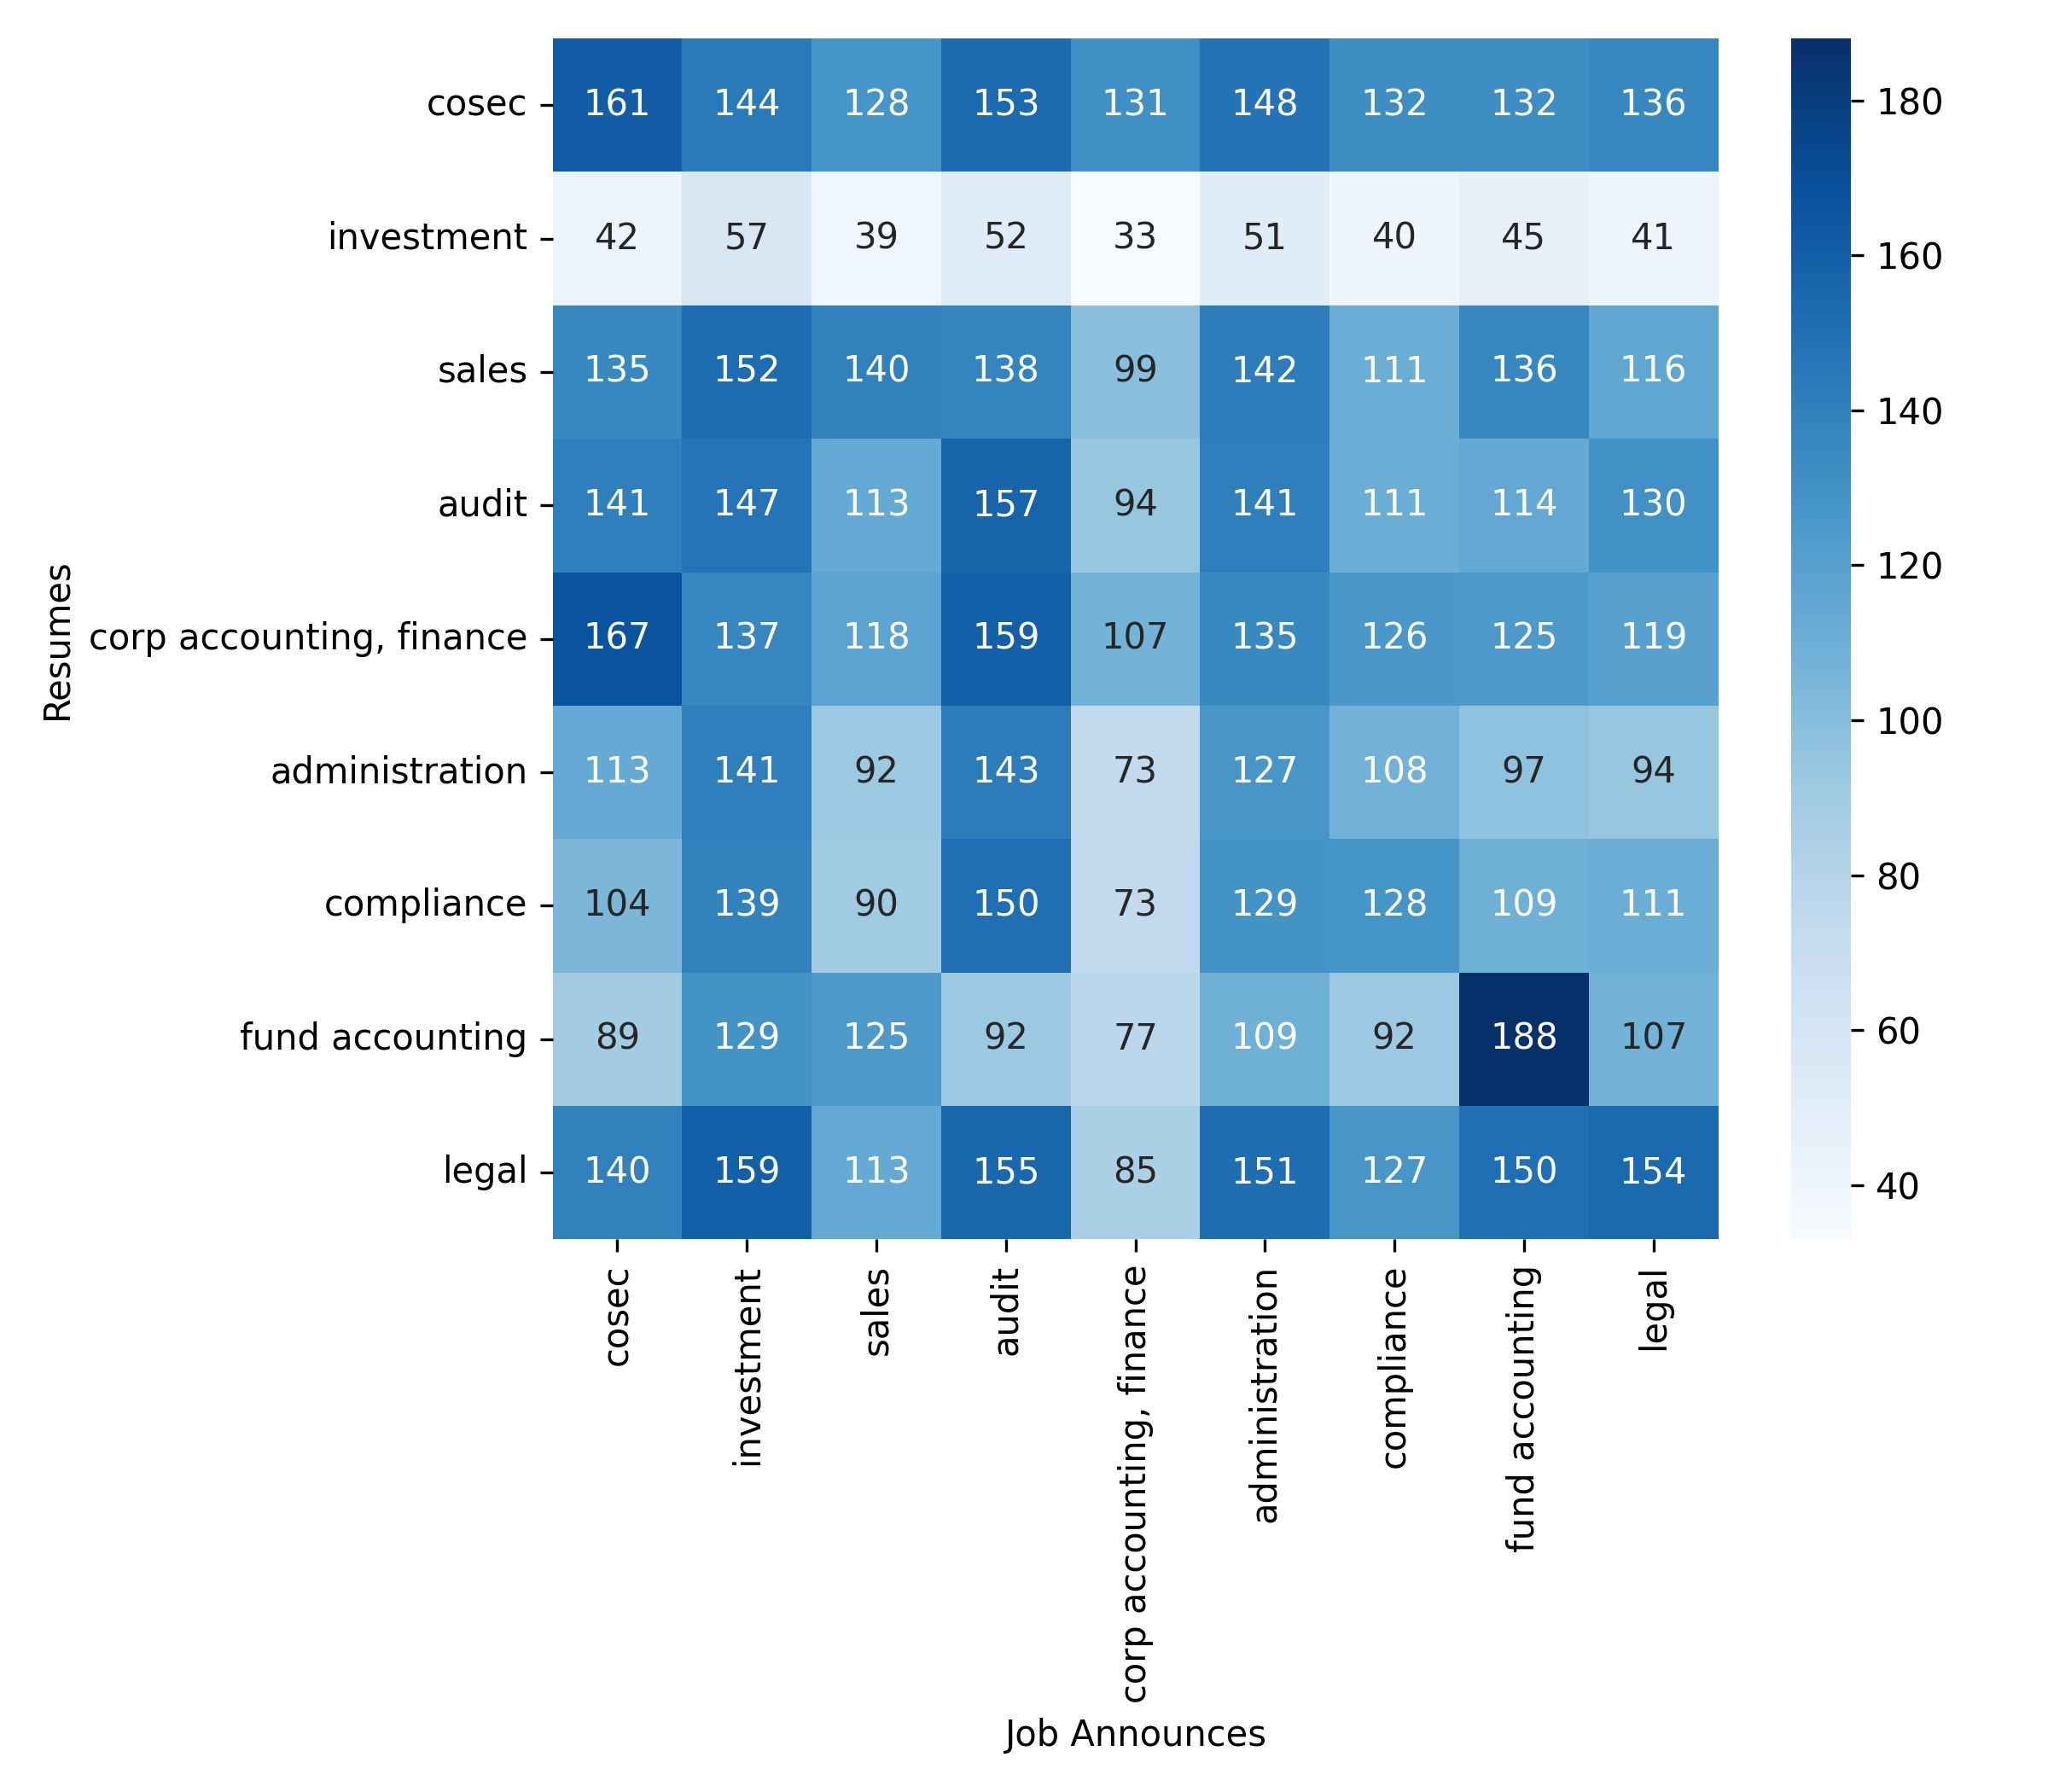 cosec 161 144 128 153 131 148 132 132 136
investment 42 57 39 52 33 51 40 45 41
sales 135 152 140 138 99 142 111 136 116
audit 141 147 113 157 94 141 111 114 130
corp accounting, finance 167 137 118 159 107 135 126 125 119
administration 113 141 92 143 73 127 108 97 94
compliance 104 139 90 150 73 129 128 109 111
fund accounting 89 129 125 92 77 109 92 188 107
legal 140 159 113 155 85 151 127 150 154
Resumes
cosec
investment
sales
audit
corp accounting, finance
administration
compliance
fund accounting
legal
Job Announces
180
160
140
120
100
80
60
40